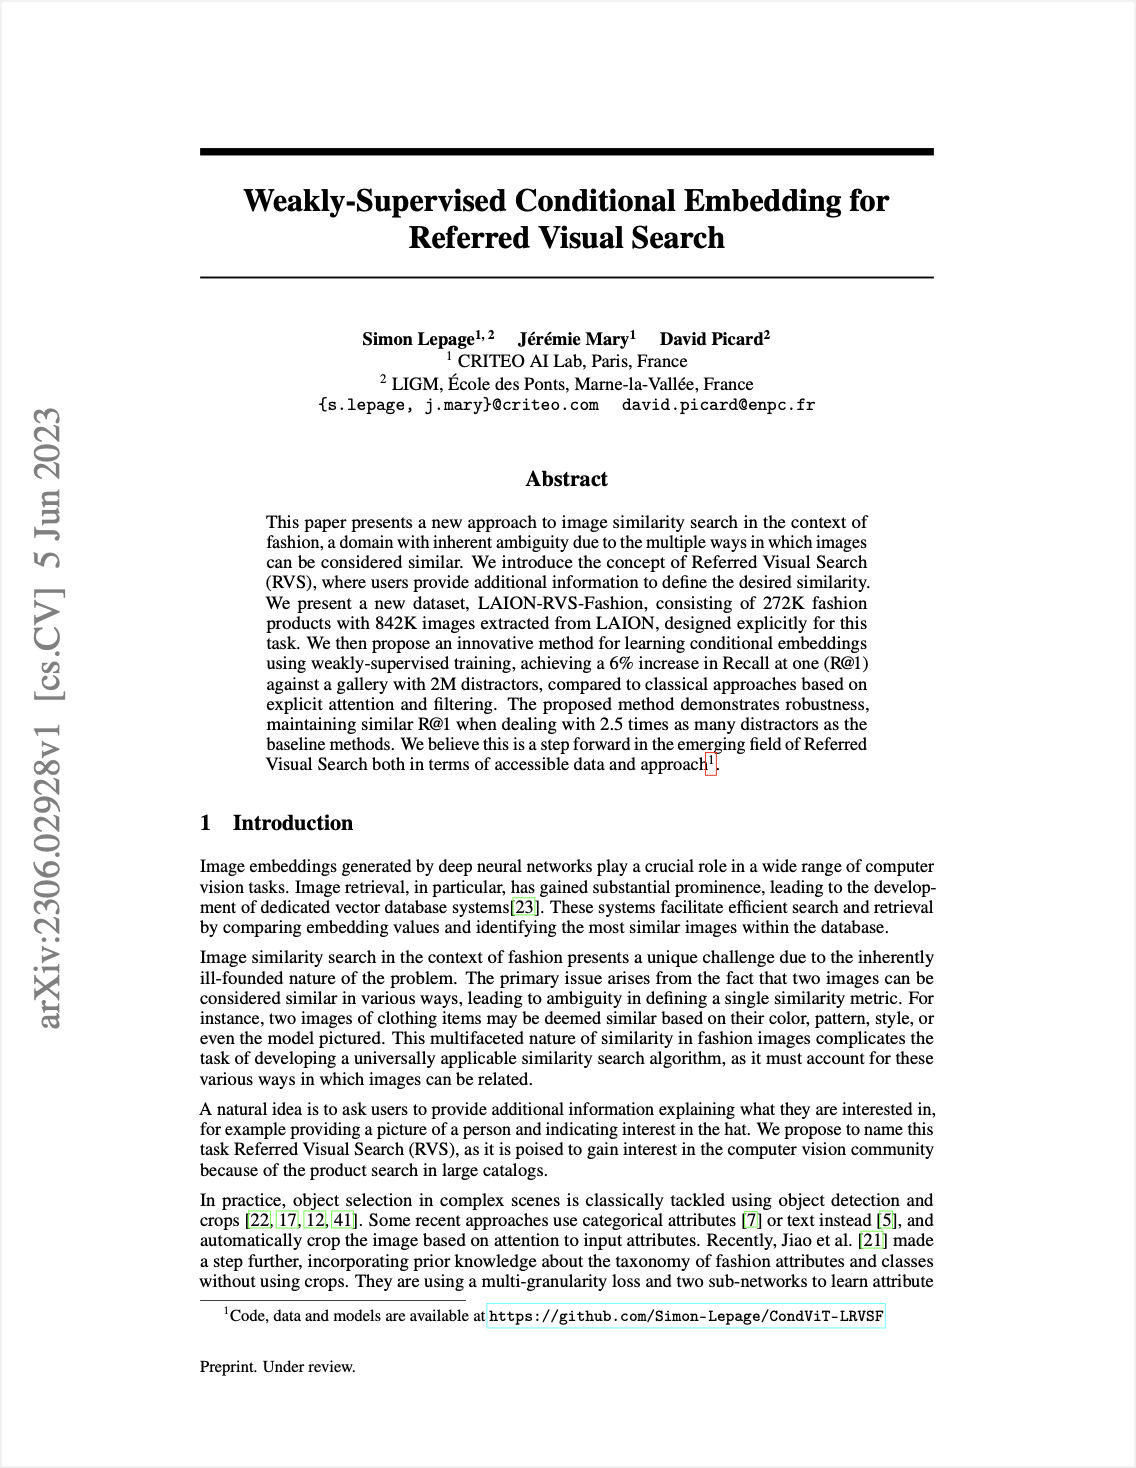 Weakly-Supervised Conditional Embedding for
Referred Visual Search
Simon Lepage1, 2 Jérémie Mary1 David Picard2
1 CRITEO AI Lab, Paris, France
2 LIGM, École des Ponts, Marne-la-Vallée, France
{s.lepage, j.mary}@criteo.com david.picard@enpc.fr
arXiv:2306.02928v1 [cs.CV] 5 Jun 2023
Abstract
This paper presents a new approach to image similarity search in the context of
fashion, a domain with inherent ambiguity due to the multiple ways in which images
can be considered similar. We introduce the concept of Referred Visual Search
(RVS), where users provide additional information to define the desired similarity.
We present a new dataset, LAION-RVS-Fashion, consisting of 272K fashion
products with 842K images extracted from LAION, designed explicitly for this
task. We then propose an innovative method for learning conditional embeddings
using weakly-supervised training, achieving a 6% increase in Recall at one (R@1)
against a gallery with 2M distractors, compared to classical approaches based on
explicit attention and filtering. The proposed method demonstrates robustness,
maintaining similar R@1 when dealing with 2.5 times as many distractors as the
baseline methods. We believe this is a step forward in the emerging field of Referred
Visual Search both in terms of accessible data and approach1.
1 Introduction
Image embeddings generated by deep neural networks play a crucial role in a wide range of computer
vision tasks. Image retrieval, in particular, has gained substantial prominence, leading to the develop-
ment of dedicated vector database systems[23]. These systems facilitate efficient search and retrieval
by comparing embedding values and identifying the most similar images within the database.
Image similarity search in the context of fashion presents a unique challenge due to the inherently
ill-founded nature of the problem. The primary issue arises from the fact that two images can be
considered similar in various ways, leading to ambiguity in defining a single similarity metric. For
instance, two images of clothing items may be deemed similar based on their color, pattern, style, or
even the model pictured. This multifaceted nature of similarity in fashion images complicates the
task of developing a universally applicable similarity search algorithm, as it must account for these
various ways in which images can be related.
A natural idea is to ask users to provide additional information explaining what they are interested in,
for example providing a picture of a person and indicating interest in the hat. We propose to name this
task Referred Visual Search (RVS), as it is poised to gain interest in the computer vision community
because of the product search in large catalogs.
In practice, object selection in complex scenes is classically tackled using object detection and
crops [22, 17, 12, 41]. Some recent approaches use categorical attributes [7] or text instead [5], and
automatically crop the image based on attention to input attributes. Recently, Jiao et al. [21] made
a step further, incorporating prior knowledge about the taxonomy of fashion attributes and classes
without using crops. They are using a multi-granularity loss and two sub-networks to learn attribute
1Code, data and models are available at https://github.com/Simon-Lepage/CondViT-LRVSF
Preprint. Under review.